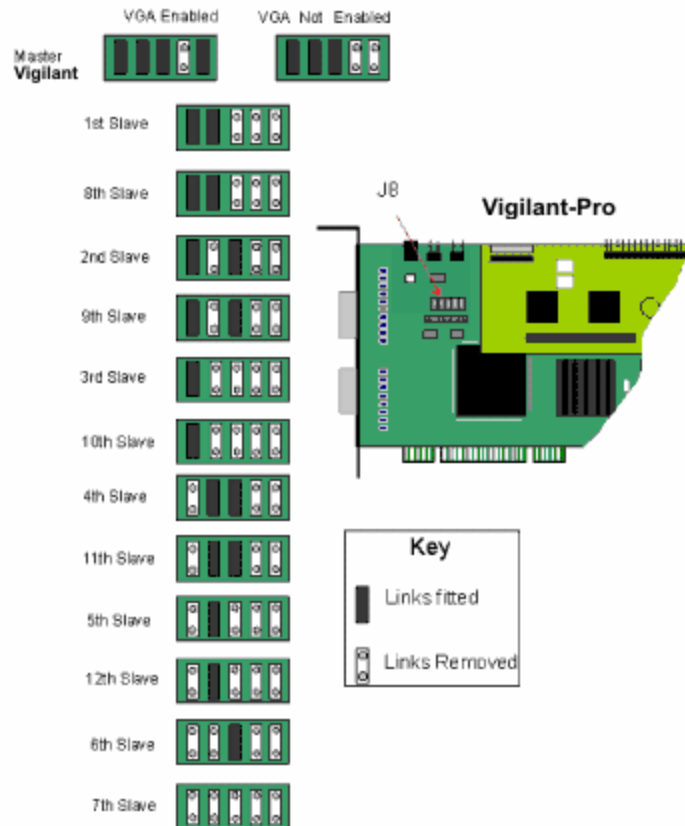 VGA Enabled
VGA Not Enabled
Master
Vigilant
1st Slave
8th Slave
2nd Slave
9th Slave
3rd Slave
10th Slave
4th Slave
11th Slave
5th Slave
12th Slave
6th Slave
7th Slave
J8
Vigilant-Pro
Key
Links fitted
Links Removed